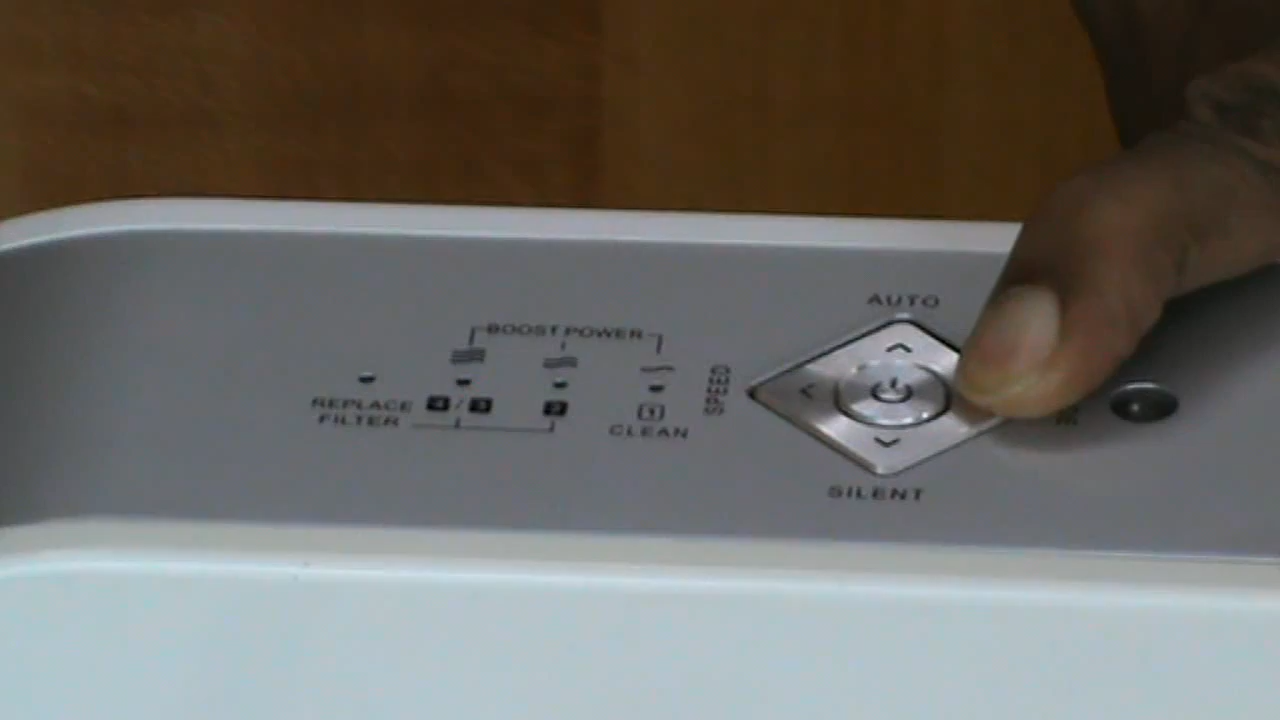 BOOST POWER
AUTO
SPEED
REPLACE 4/3 2 1
FILTER CLEAN
SILENT